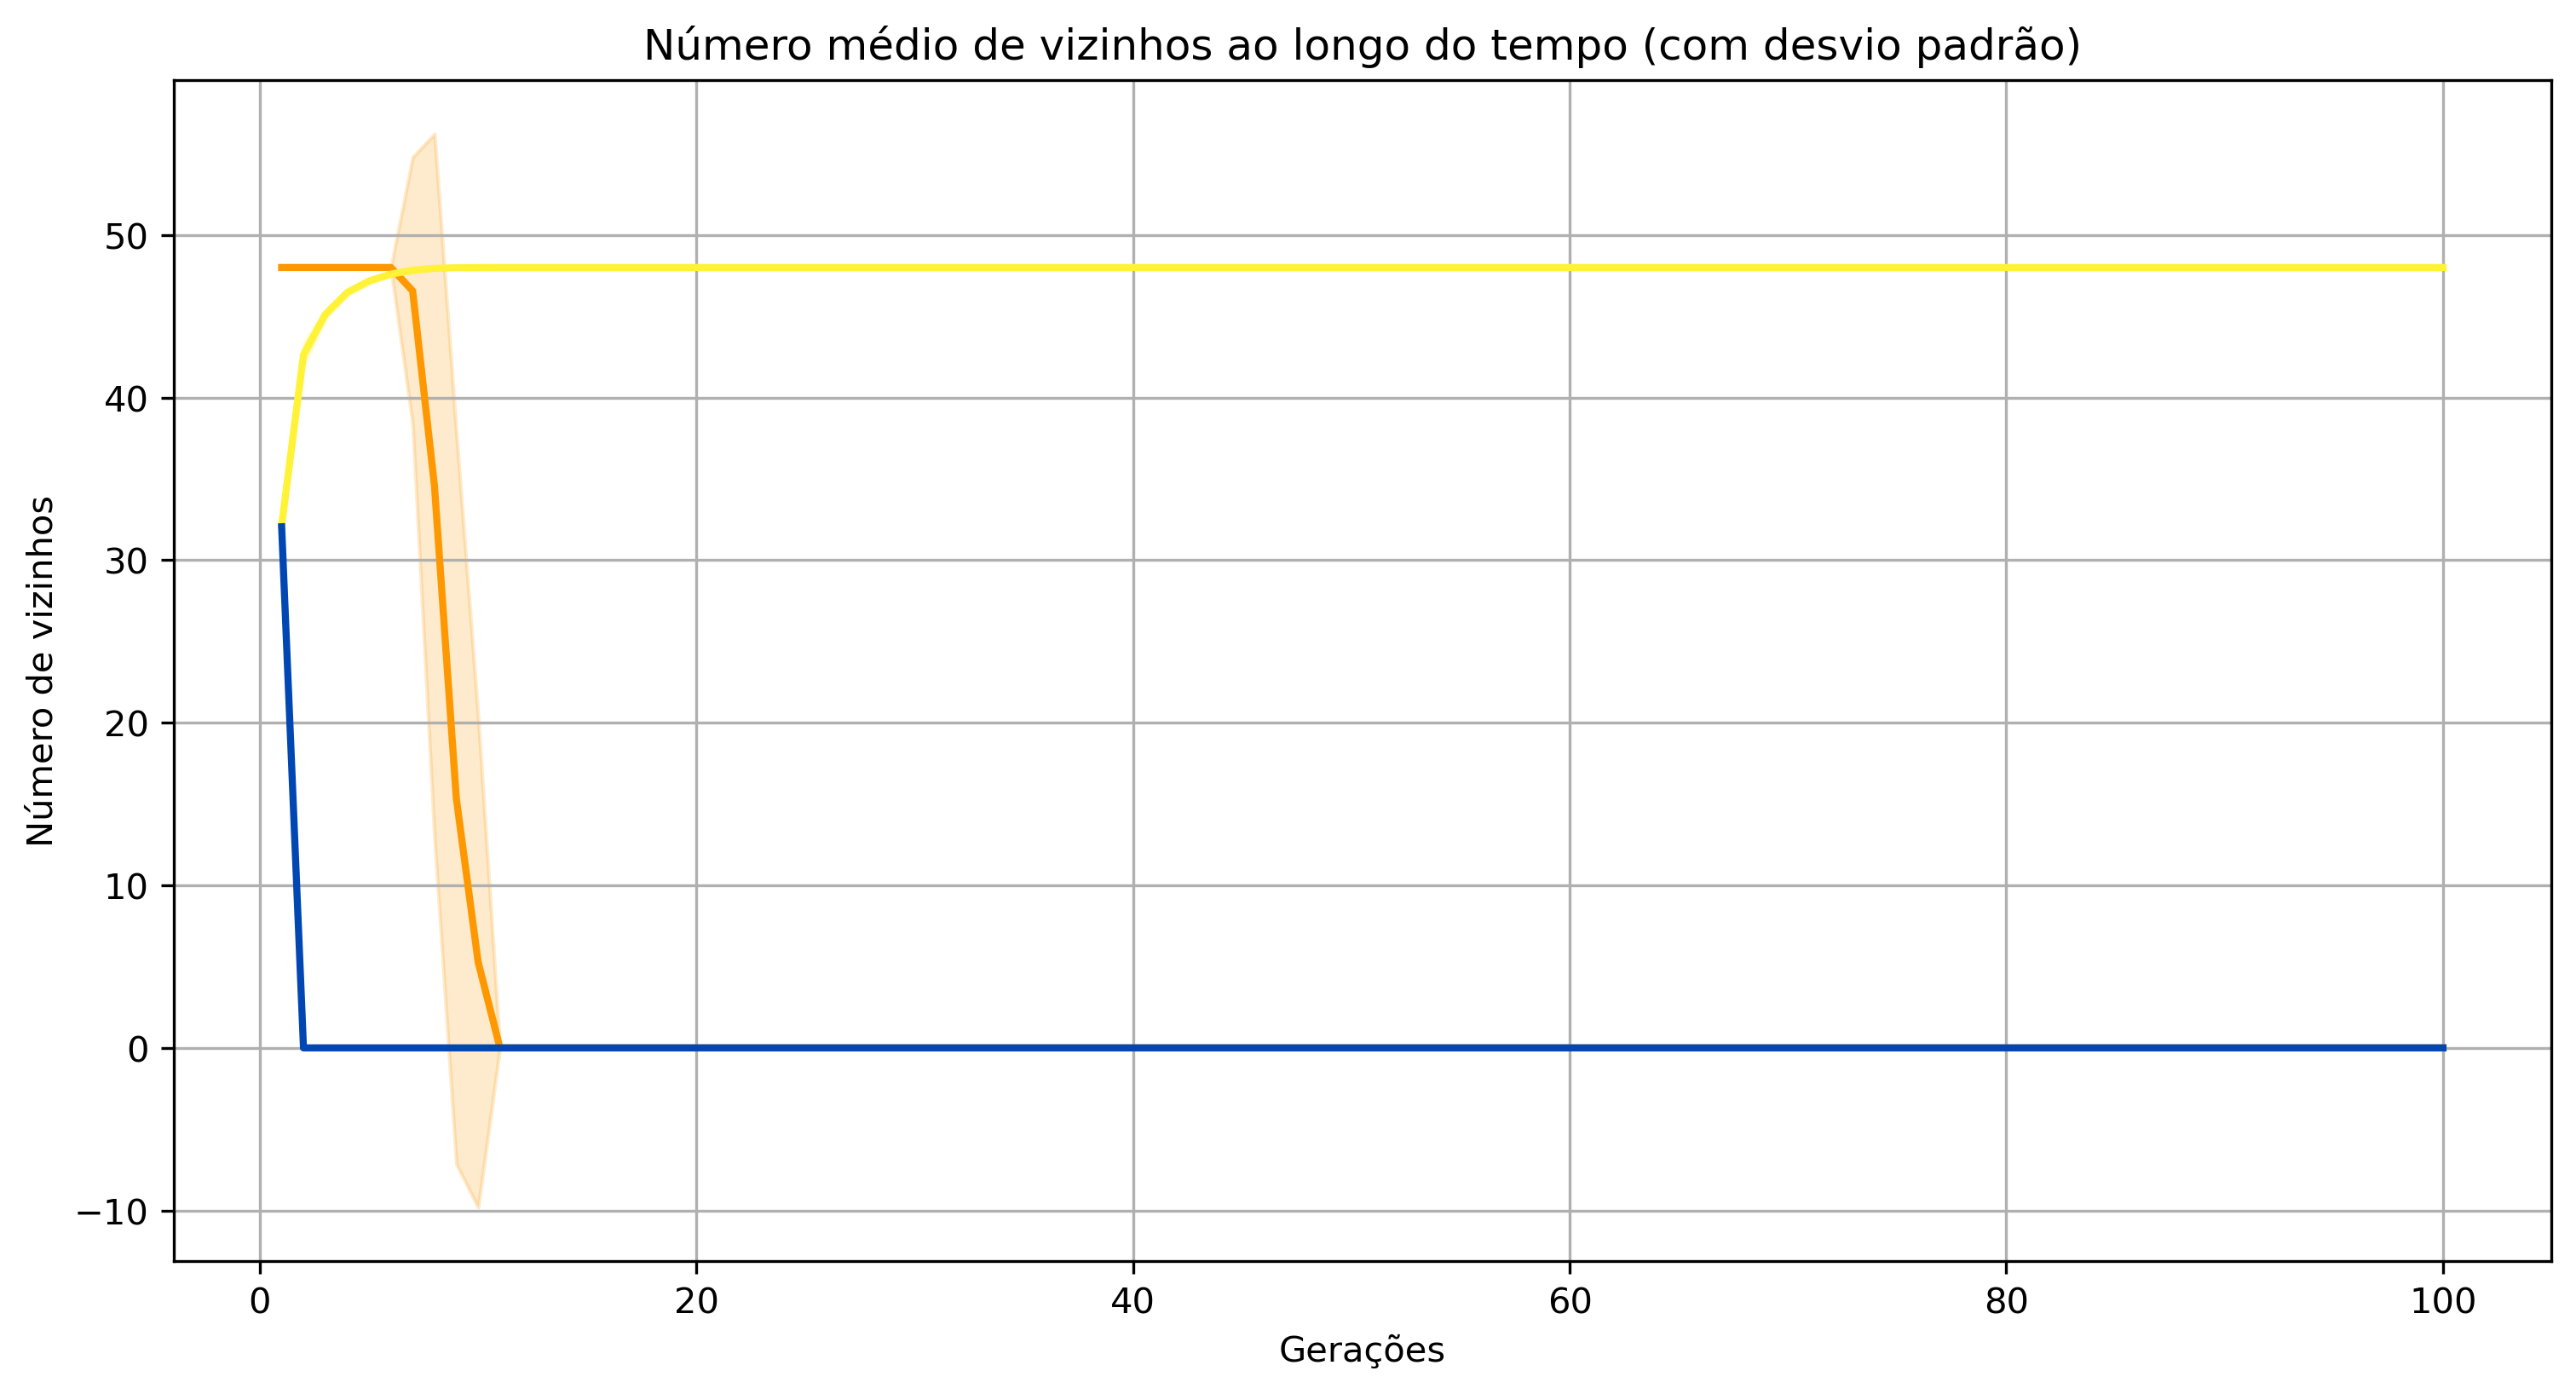 Número médio de vizinhos ao longo do tempo (com desvio padrão)
Número de vizinhos
50
40
30
20
10
0
−10
0 20 40 60 80 100
Gerações